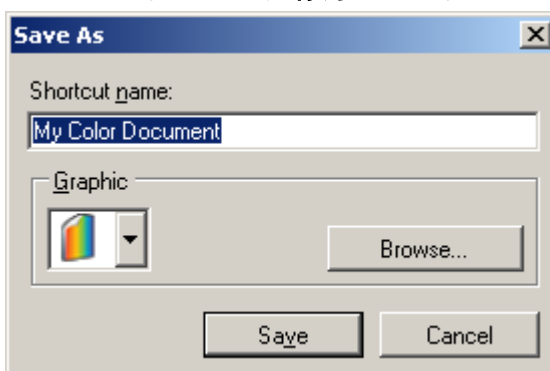 Save As
Shortcut name:
My Color Document
Graphic
Browse...
Save
Cancel